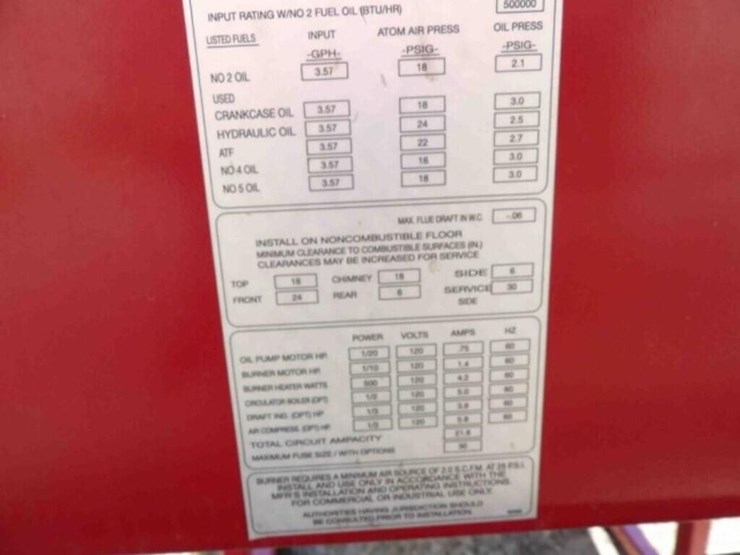 INPUT RATING W/NO 2 FUEL OIL (BTU/HR) 500000
LISTED FUELS INPUT ATOM AIR PRESS OIL PRESS
-GPH- -PSIG- -PSIG-
NO 2 OIL 3.57 18 2.1
USED
CRANKCASE OIL 3.57 18 3.0
HYDRAULIC OIL 3.57 24 2.5
ATF 3.57 22 2.7
NO 4 OIL 3.57 18 3.0
NO 5 OIL 3.57 18 3.0
MAX. FLUE DRAFT IN W.C. -.06
INSTALL ON NONCOMBUSTIBLE FLOOR
MINIMUM CLEARANCE TO COMBUSTIBLE SURFACES (IN.)
CLEARANCES MAY BE INCREASED FOR SERVICE
TOP 18 CHIMNEY 18 SIDE 6
FRONT 24 REAR 6 SERVICE 30
SIDE
POWER VOLTS AMPS HZ
OIL PUMP MOTOR HP 1/20 120 .75 60
BURNER MOTOR HP 1/10 120 1.4 60
BURNER HEATER WATTS 500 120 4.2 60
CIRCULATOR BOILER (OPT) 120 5.0 60
DRAFT IND. (OPT) HP 120 60
AIR COMPRESS. (OPT) HP 120
TOTAL CIRCUIT AMPACITY
MAXIMUM FUSE SIZE / WITH OPTIONS
BURNER REQUIRES A MINIMUM AIR SOURCE OF 2.0 S.C.F.M. AT 25 P.S.I.
INSTALL AND USE ONLY IN ACCORDANCE WITH THE
MFR'S INSTALLATION AND OPERATING INSTRUCTIONS.
FOR COMMERCIAL OR INDUSTRIAL USE ONLY.
AUTHORITIES HAVING JURISDICTION SHOULD
BE CONSULTED PRIOR TO INSTALLATION.